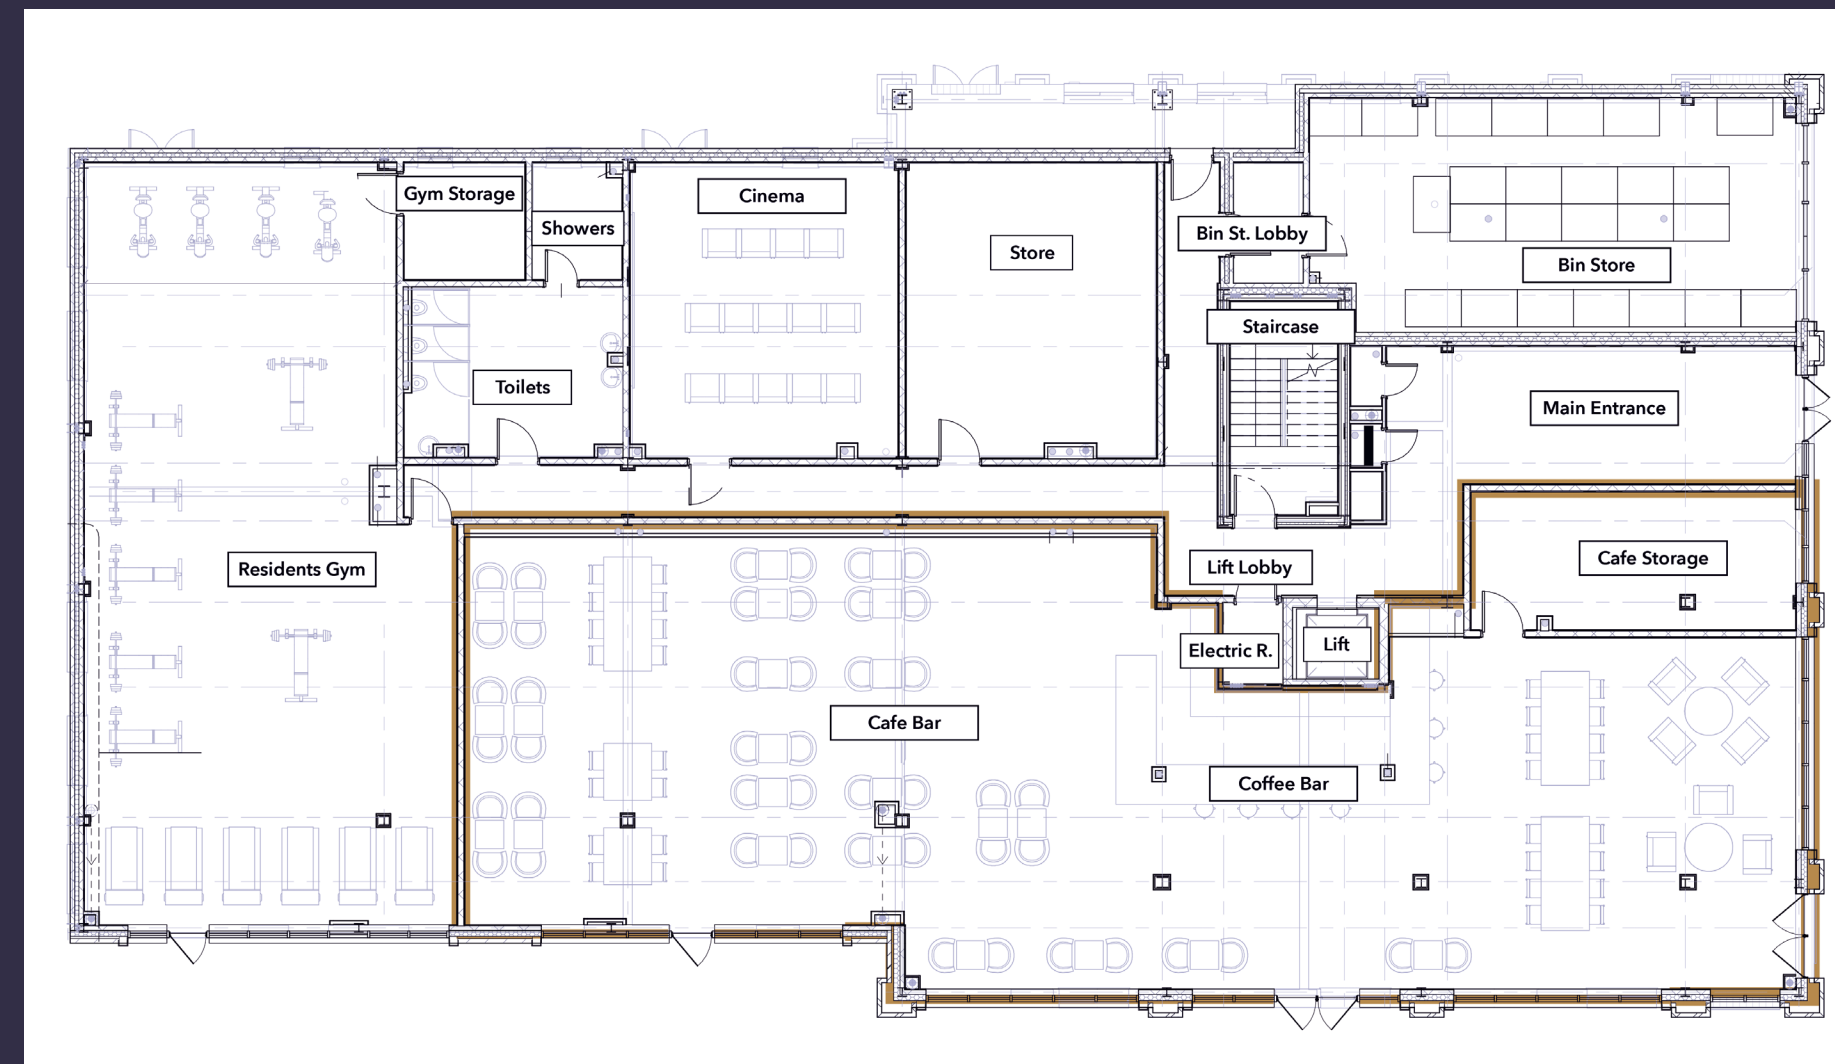 Gym Storage
Cinema
Showers
Store
Bin St. Lobby
Bin Store
Staircase
Toilets
Main Entrance
Residents Gym
Lift Lobby
Cafe Storage
Electric R.
Lift
Cafe Bar
Coffee Bar